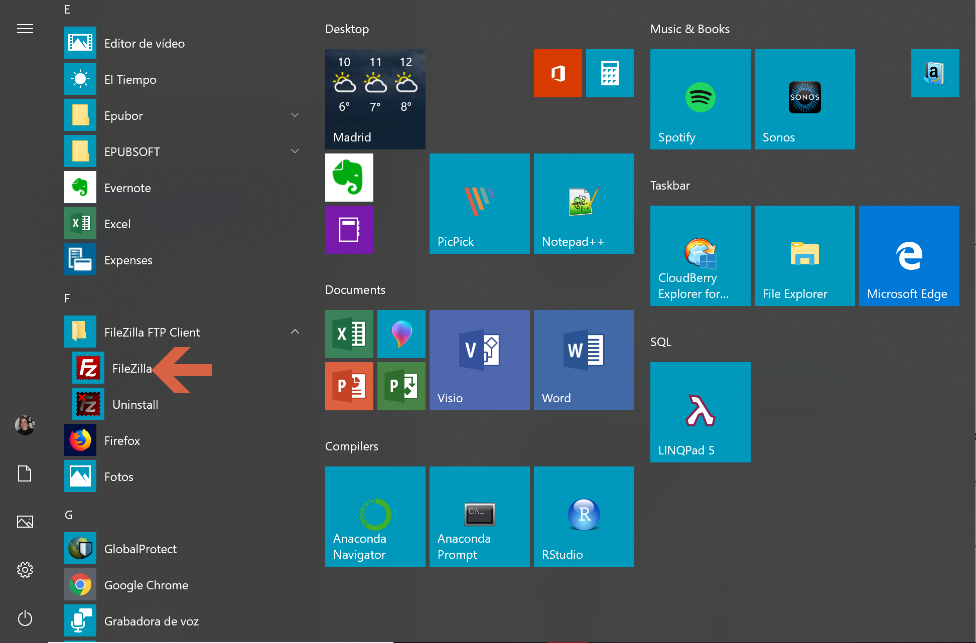 E
Editor de vídeo
El Tiempo
Epubor
EPUBSOFT
Evernote
Excel
Expenses
F
FileZilla FTP Client
FileZilla
Uninstall
Firefox
Fotos
G
GlobalProtect
Google Chrome
Grabadora de voz
Desktop
10 11 12
6° 7° 8°
Madrid
PicPick
Notepad++
Documents
Visio
Word
Compilers
Anaconda
Navigator
Anaconda
Prompt
RStudio
Music & Books
Spotify
SONOS
Sonos
Taskbar
CloudBerry
Explorer for...
File Explorer
Microsoft Edge
SQL
LINQPad 5